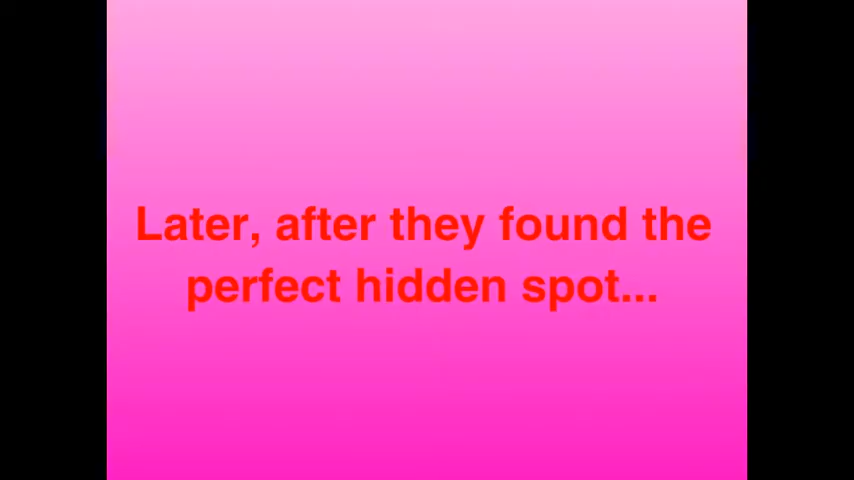 Later, after they found the
perfect hidden spot...